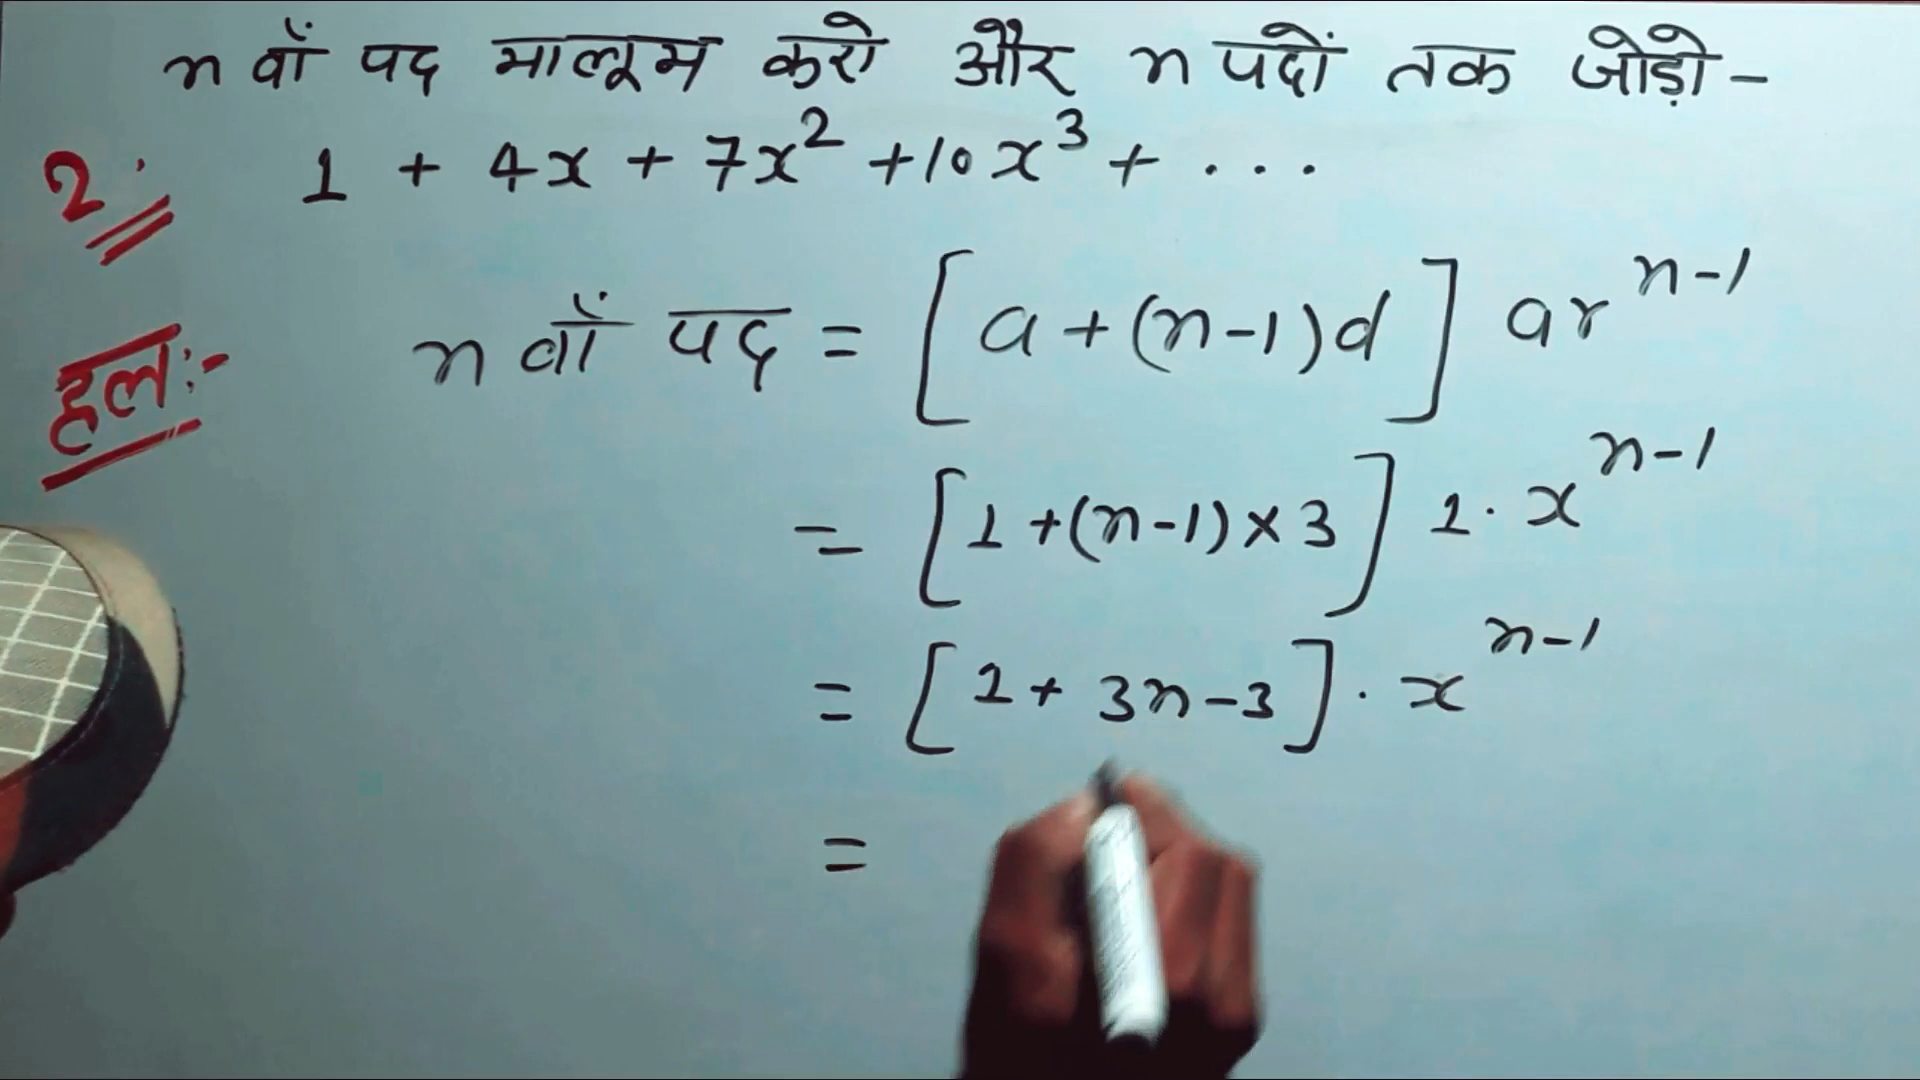 n वाँ पद मालूम करो और n पदों तक जोड़ो -
2. 1 + 4x + 7x² + 10x³ + ...
हल:- n वाँ पद = [a + (n-1)d] ar^{n-1}
= [1 + (n-1) × 3] 1 · x^{n-1}
= [1 + 3n - 3] · x^{n-1}
=